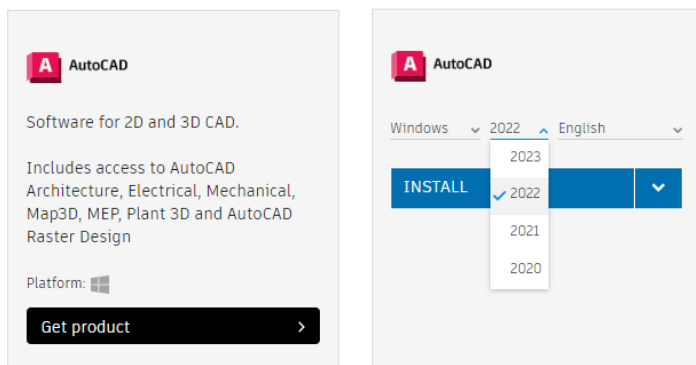 A AutoCAD
Software for 2D and 3D CAD.
Includes access to AutoCAD
Architecture, Electrical, Mechanical,
Map3D, MEP, Plant 3D and AutoCAD
Raster Design
Platform:
Get product
A AutoCAD
Windows 2022 English
2023
INSTALL
2022
2021
2020